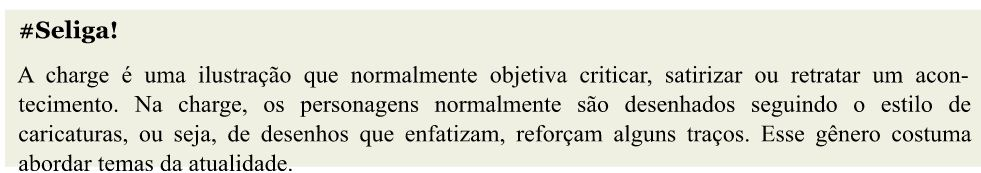 #Seliga!
A charge é uma ilustração que normalmente objetiva criticar, satirizar ou retratar um acon-
tecimento. Na charge, os personagens normalmente são desenhados seguindo o estilo de
caricaturas, ou seja, de desenhos que enfatizam, reforçam alguns traços. Esse gênero costuma
abordar temas da atualidade.